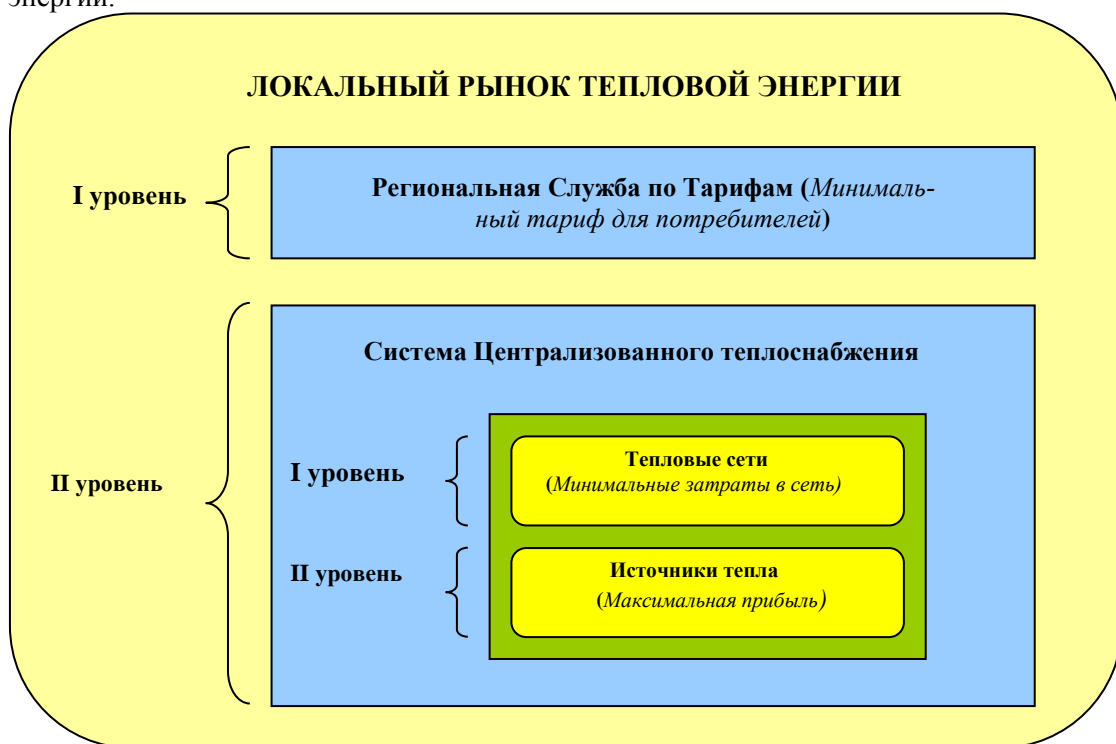 энергии.
ЛОКАЛЬНЫЙ РЫНОК ТЕПЛОВОЙ ЭНЕРГИИ
I уровень
Региональная Служба по Тарифам (Минималь-
ный тариф для потребителей)
II уровень
Система Централизованного теплоснабжения
I уровень
Тепловые сети
(Минимальные затраты в сеть)
II уровень
Источники тепла
(Максимальная прибыль)